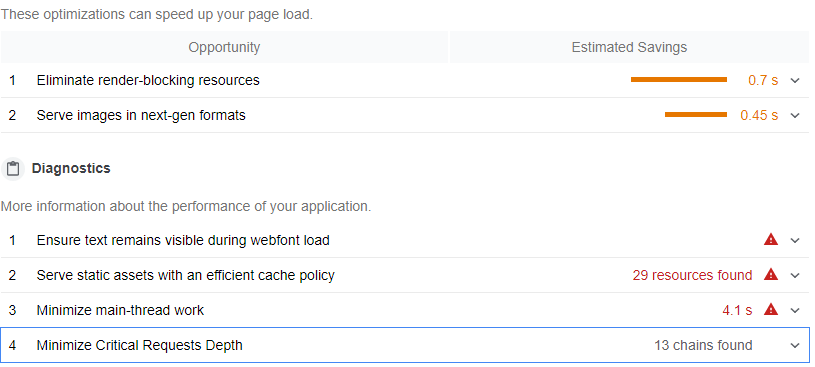 These optimizations can speed up your page load.
Opportunity Estimated Savings
1 Eliminate render-blocking resources 0.7 s
2 Serve images in next-gen formats 0.45 s
Diagnostics
More information about the performance of your application.
1 Ensure text remains visible during webfont load
2 Serve static assets with an efficient cache policy 29 resources found
3 Minimize main-thread work 4.1 s
4 Minimize Critical Requests Depth 13 chains found